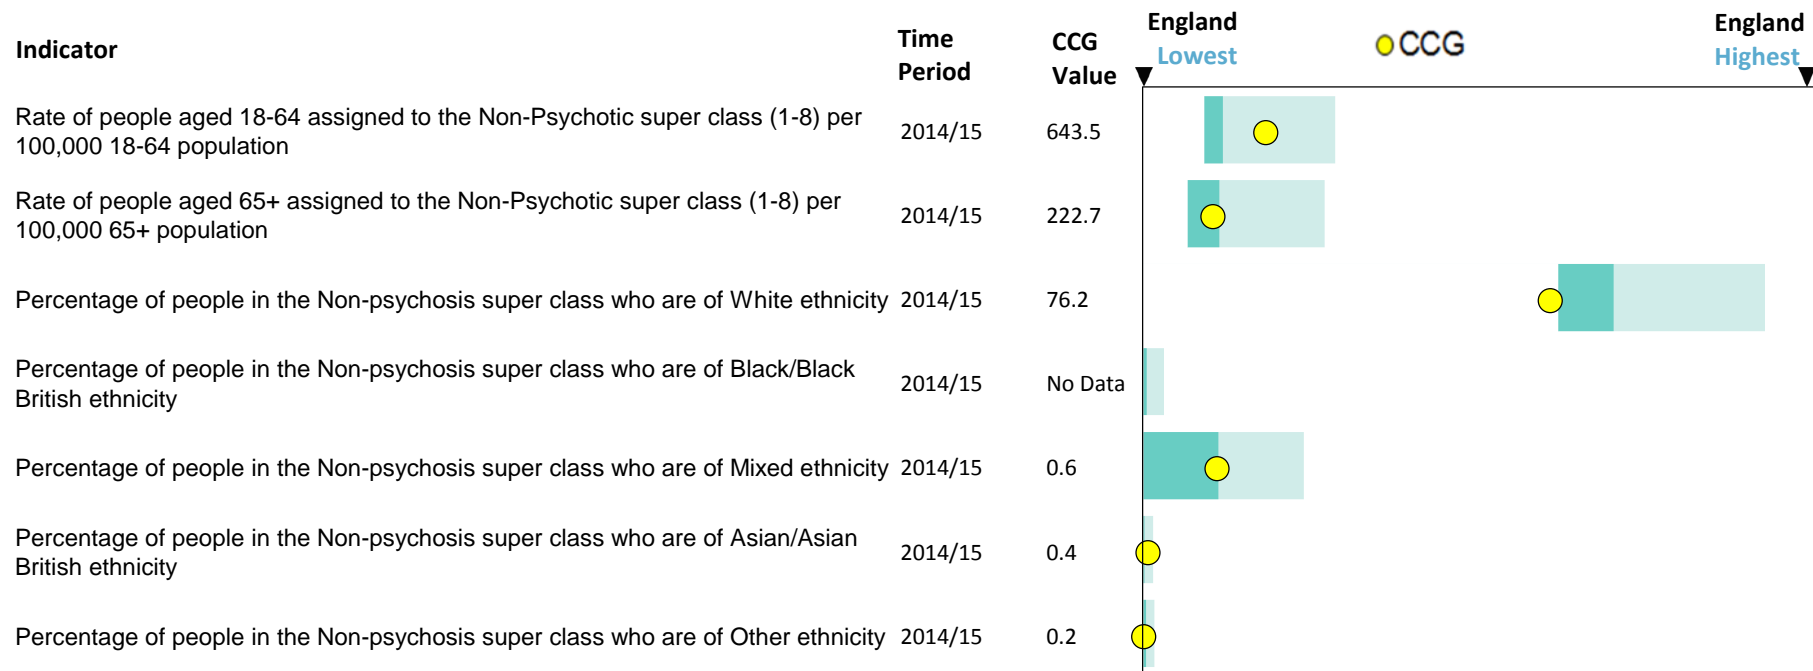 Indicator
Time Period
CCG Value
England Lowest
CCG
England Highest
Rate of people aged 18-64 assigned to the Non-Psychotic super class (1-8) per
100,000 18-64 population
2014/15
643.5
Rate of people aged 65+ assigned to the Non-Psychotic super class (1-8) per
100,000 65+ population
2014/15
222.7
Percentage of people in the Non-psychosis super class who are of White ethnicity
2014/15
76.2
Percentage of people in the Non-psychosis super class who are of Black/Black
British ethnicity
2014/15
No Data
Percentage of people in the Non-psychosis super class who are of Mixed ethnicity
2014/15
0.6
Percentage of people in the Non-psychosis super class who are of Asian/Asian
British ethnicity
2014/15
0.4
Percentage of people in the Non-psychosis super class who are of Other ethnicity
2014/15
0.2